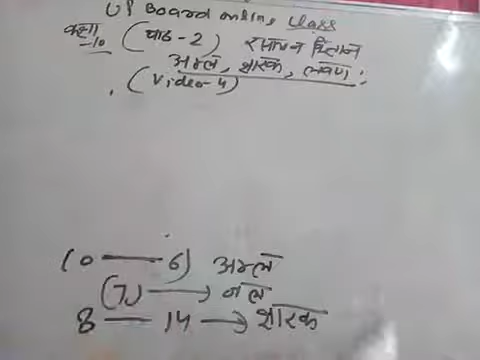 UP Board online class
कक्षा (पाठ - 2) रसायन विज्ञान
-10 अम्ल, क्षारक, लवण :
(Video-4)
(0 — 6) अम्ल
(7) → जल
8 — 14 → क्षारक